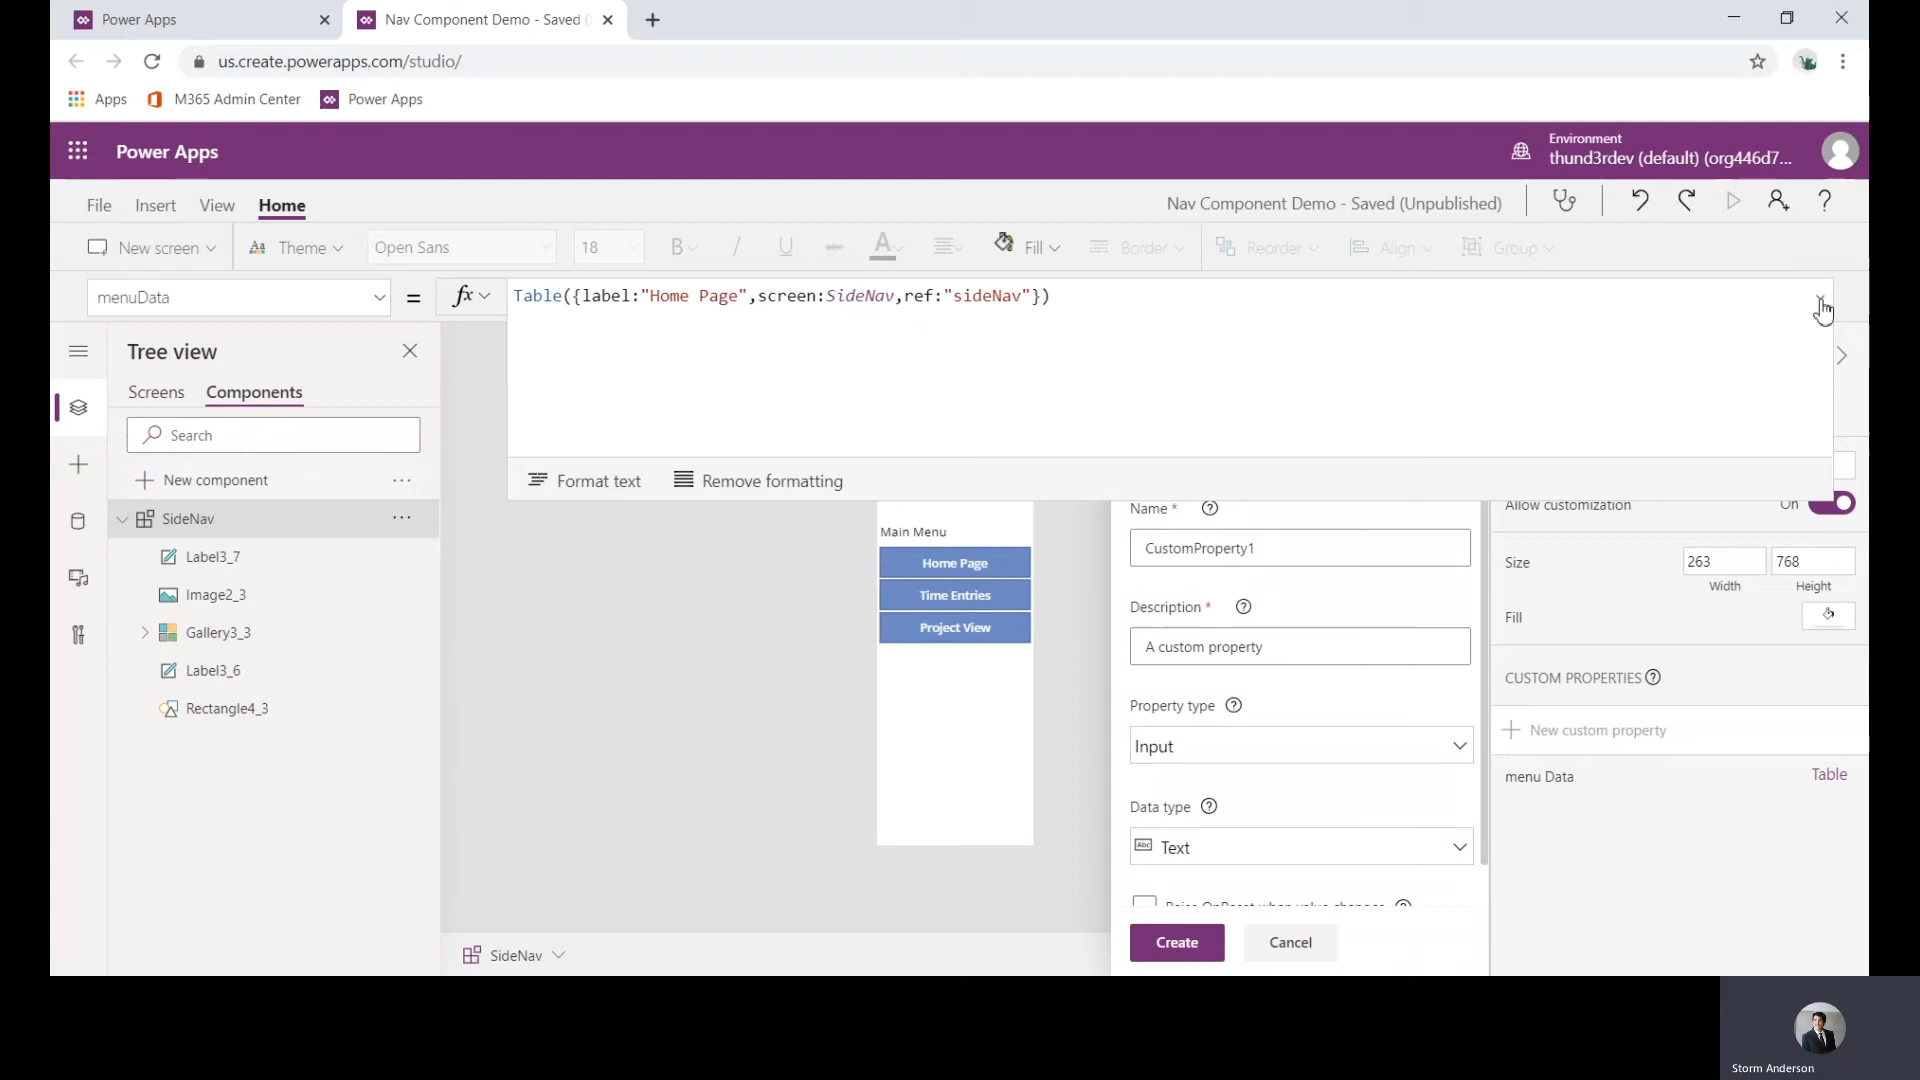 Power Apps
Nav Component Demo - Saved (
us.create.powerapps.com/studio/
Apps
M365 Admin Center
Power Apps
Power Apps
Environment
thund3rdev (default) (org446d7...
File
Insert
View
Home
Nav Component Demo - Saved (Unpublished)
New screen
Theme
Open Sans
18
B
/
U
abc
A
Fill
Border
Reorder
Align
Group
menuData
=
fx
Table({label:"Home Page",screen:SideNav,ref:"sideNav"})
Tree view
Screens
Components
Search
New component
SideNav
Label3_7
Image2_3
Gallery3_3
Label3_6
Rectangle4_3
Format text
Remove formatting
Main Menu
Home Page
Time Entries
Project View
SideNav
Name *
CustomProperty1
Description *
A custom property
Property type
Input
Data type
Abc Text
Create
Cancel
Allow customization
On
Size
263
768
Width
Height
Fill
CUSTOM PROPERTIES
New custom property
menu Data
Table
Storm Anderson